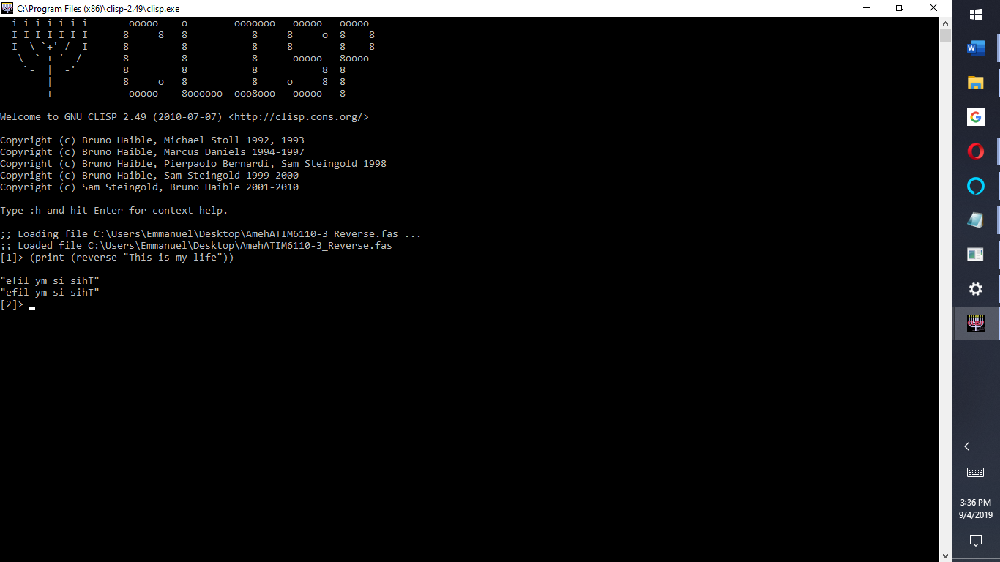 C:\Program Files (x86)\clisp-2.49\clisp.exe
  i i i i i i i       ooooo    o        ooooooo   ooooo   ooooo
  I I I I I I I      8     8   8           8     8     o  8    8
  I  \ `+' /  I      8         8           8     8        8    8
   \  `-+-'  /       8         8           8      ooooo   8oooo
    `-__|__-'        8         8           8           8  8
        |            8     o   8           8     o     8  8
  ------+------       ooooo    8oooooo  ooo8ooo   ooooo   8
Welcome to GNU CLISP 2.49 (2010-07-07) <http://clisp.cons.org/>
Copyright (c) Bruno Haible, Michael Stoll 1992, 1993
Copyright (c) Bruno Haible, Marcus Daniels 1994-1997
Copyright (c) Bruno Haible, Pierpaolo Bernardi, Sam Steingold 1998
Copyright (c) Bruno Haible, Sam Steingold 1999-2000
Copyright (c) Sam Steingold, Bruno Haible 2001-2010
Type :h and hit Enter for context help.
;; Loading file C:\Users\Emmanuel\Desktop\AmehATIM6110-3_Reverse.fas ...
;; Loaded file C:\Users\Emmanuel\Desktop\AmehATIM6110-3_Reverse.fas
[1]> (print (reverse "This is my life"))
"efil ym si sihT"
"efil ym si sihT"
[2]>
3:36 PM
9/4/2019